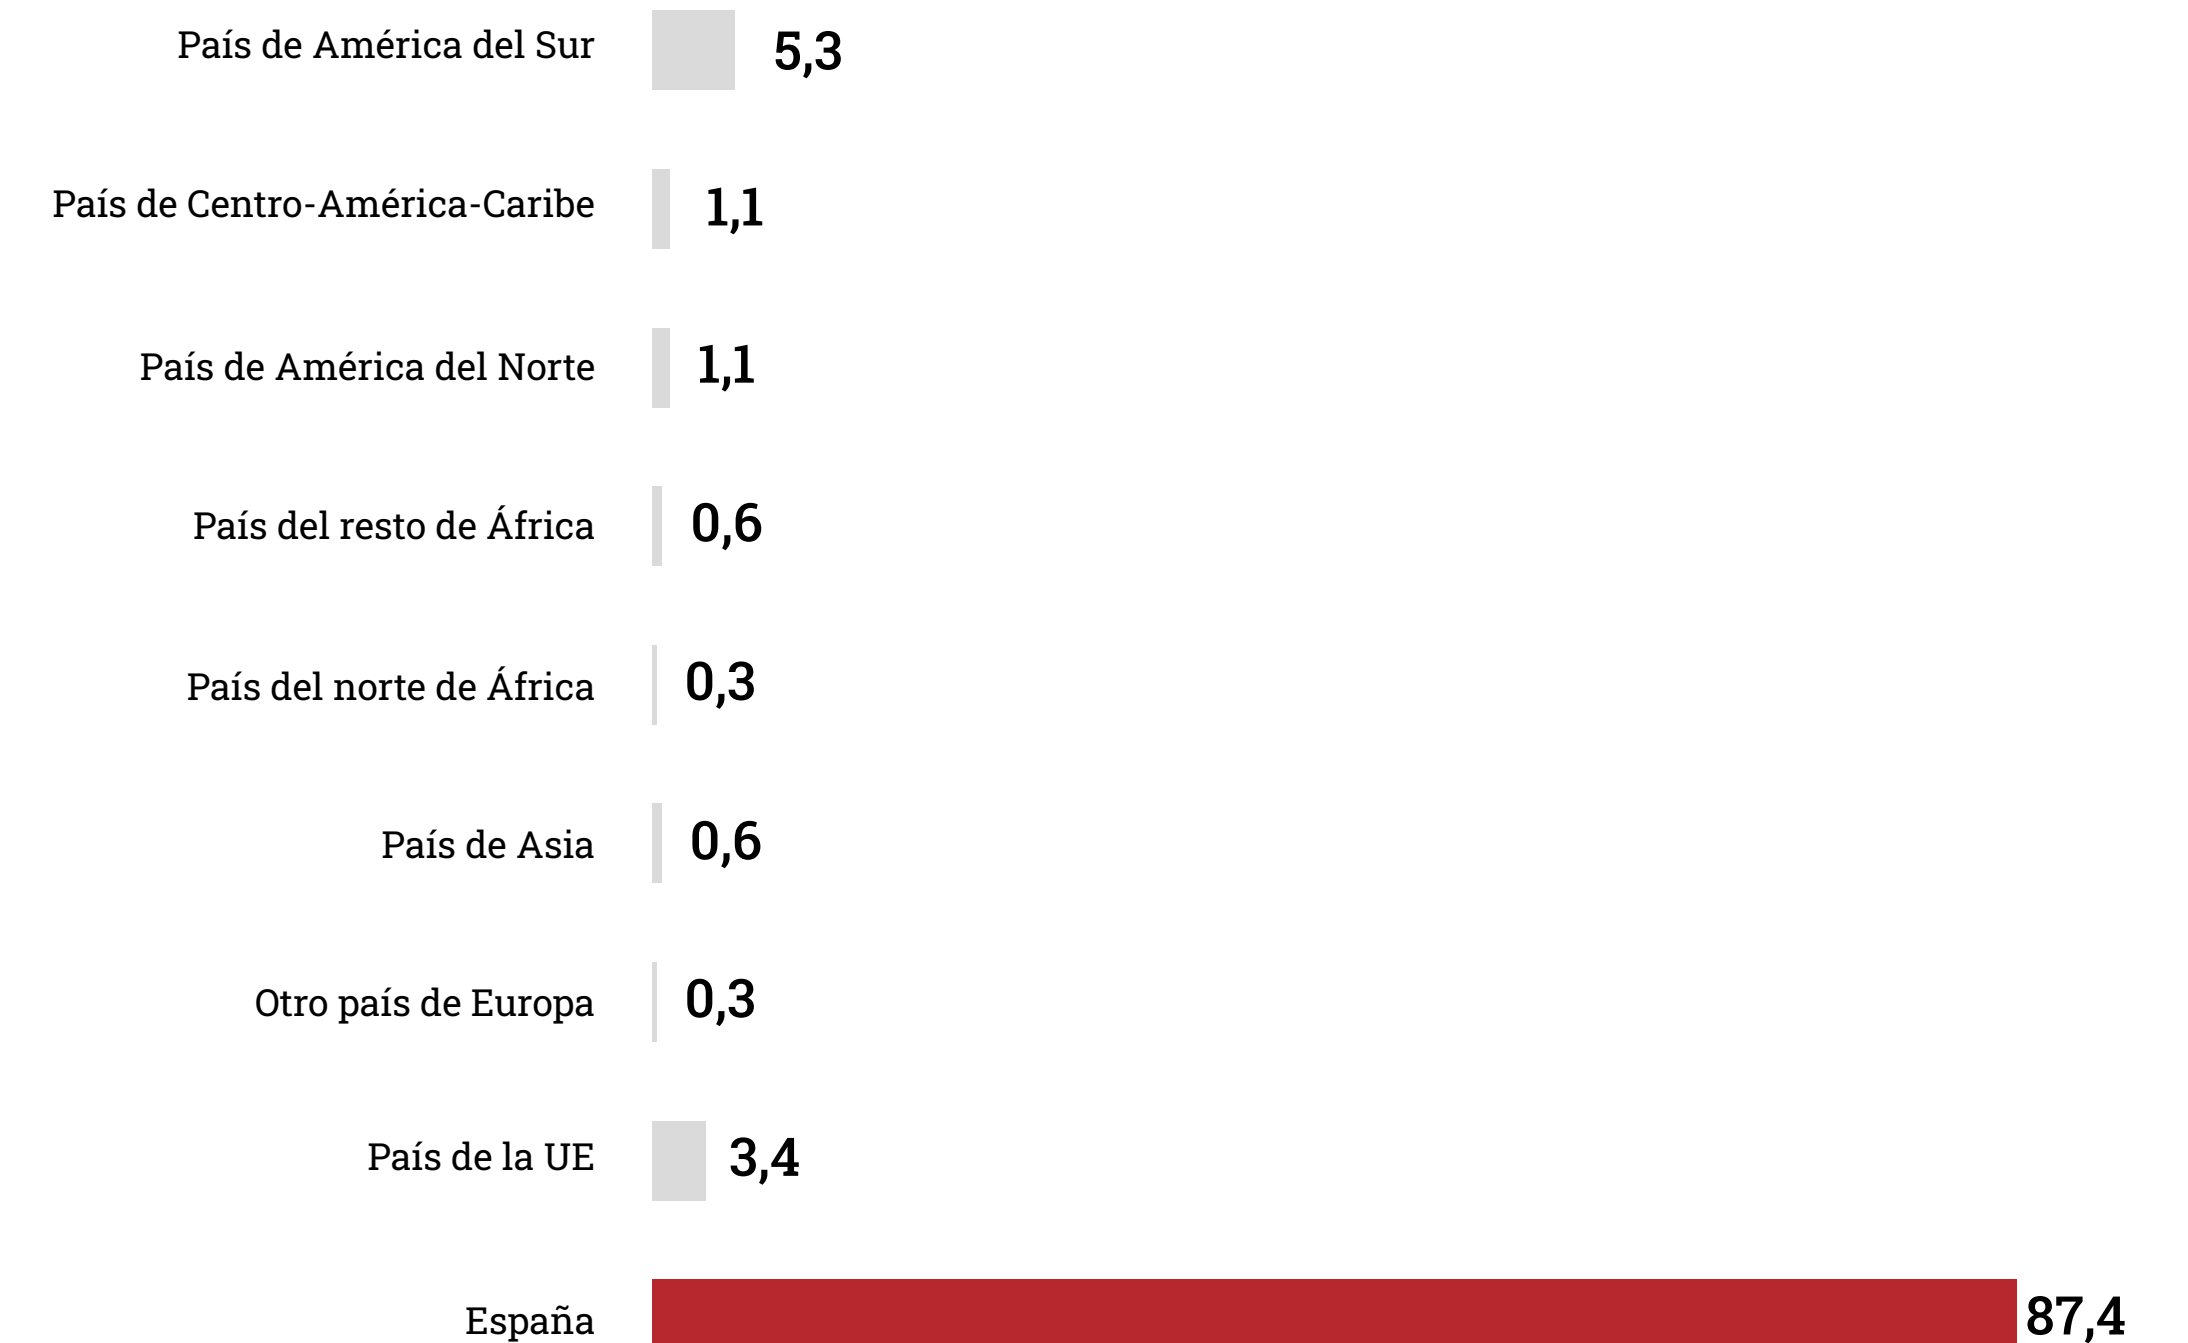 País de América del Sur 5,3
País de Centro-América-Caribe 1,1
País de América del Norte 1,1
País del resto de África 0,6
País del norte de África 0,3
País de Asia 0,6
Otro país de Europa 0,3
País de la UE 3,4
España 87,4